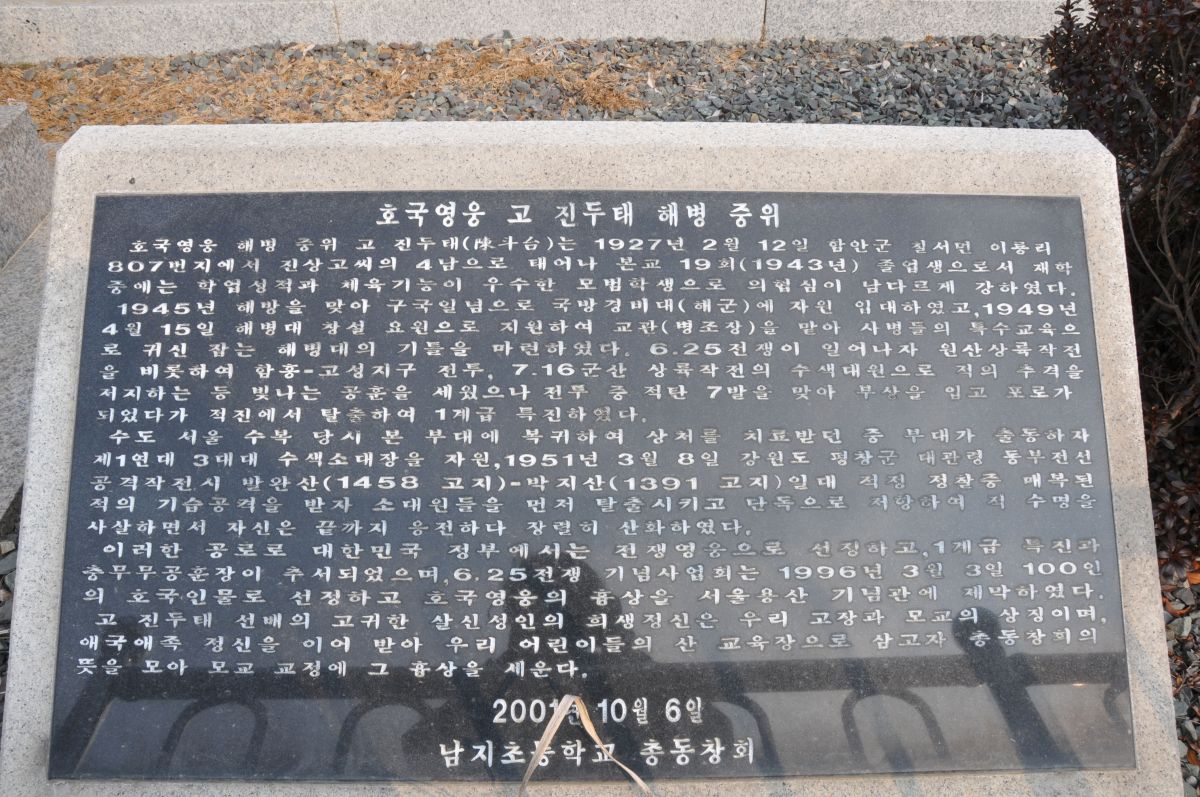 호국영웅 고 진두태 해병 중위
호국영웅 해병 중위 고 진두태(陳斗台)는 1927년 2월 12일 함안군 칠서면 이룡리
807번지에서 진상고씨의 4남으로 태어나 본교 19회(1943년) 졸업생으로서 재학
중에는 학업성적과 체육기능이 우수한 모범학생으로 의협심이 남다르게 강하였다.
1945년 해방을 맞아 구국일념으로 국방경비대(해군)에 자원 입대하였고,1949년
4월 15일 해병대 창설 요원으로 지원하여 교관(병조장)을 맡아 사병들의 특수교육으
로 귀신 잡는 해병대의 기틀을 마련하였다. 6.25전쟁이 일어나자 원산상륙작전
을 비롯하여 함흥-고성지구 전투, 7.16군산 상륙작전의 수색대원으로 적의 추격을
저지하는 등 빛나는 공훈을 세웠으나 전투 중 적탄 7발을 맞아 부상을 입고 포로가
되었다가 적진에서 탈출하여 1계급 특진하였다.
수도 서울 수복 당시 본 부대에 복귀하여 상처를 치료받던 중 부대가 출동하자
제1연대 3대대 수색소대장을 자원,1951년 3월 8일 강원도 평창군 대관령 동부전선
공격작전시 발완산(1458 고지)-박지산(1391 고지)일대 적정 정찰중 매복된
적의 기습공격을 받자 소대원들을 먼저 탈출시키고 단독으로 저항하여 적 수명을
사살하면서 자신은 끝까지 응전하다 장렬히 산화하였다.
이러한 공로로 대한민국 정부에서는 전쟁영웅으로 선정하고,1계급 특진과
충무무공훈장이 추서되었으며,6.25전쟁 기념사업회는 1996년 3월 3일 100인
의 호국인물로 선정하고 호국영웅의 흉상을 서울용산 기념관에 제막하였다.
고 진두태 선배의 고귀한 살신성인의 희생정신은 우리 고장과 모교의 상징이며,
애국애족 정신을 이어 받아 우리 어린이들의 산 교육장으로 삼고자 총동창회의
뜻을 모아 모교 교정에 그 흉상을 세운다.
2001년 10월 6일
남지초등학교 총동창회